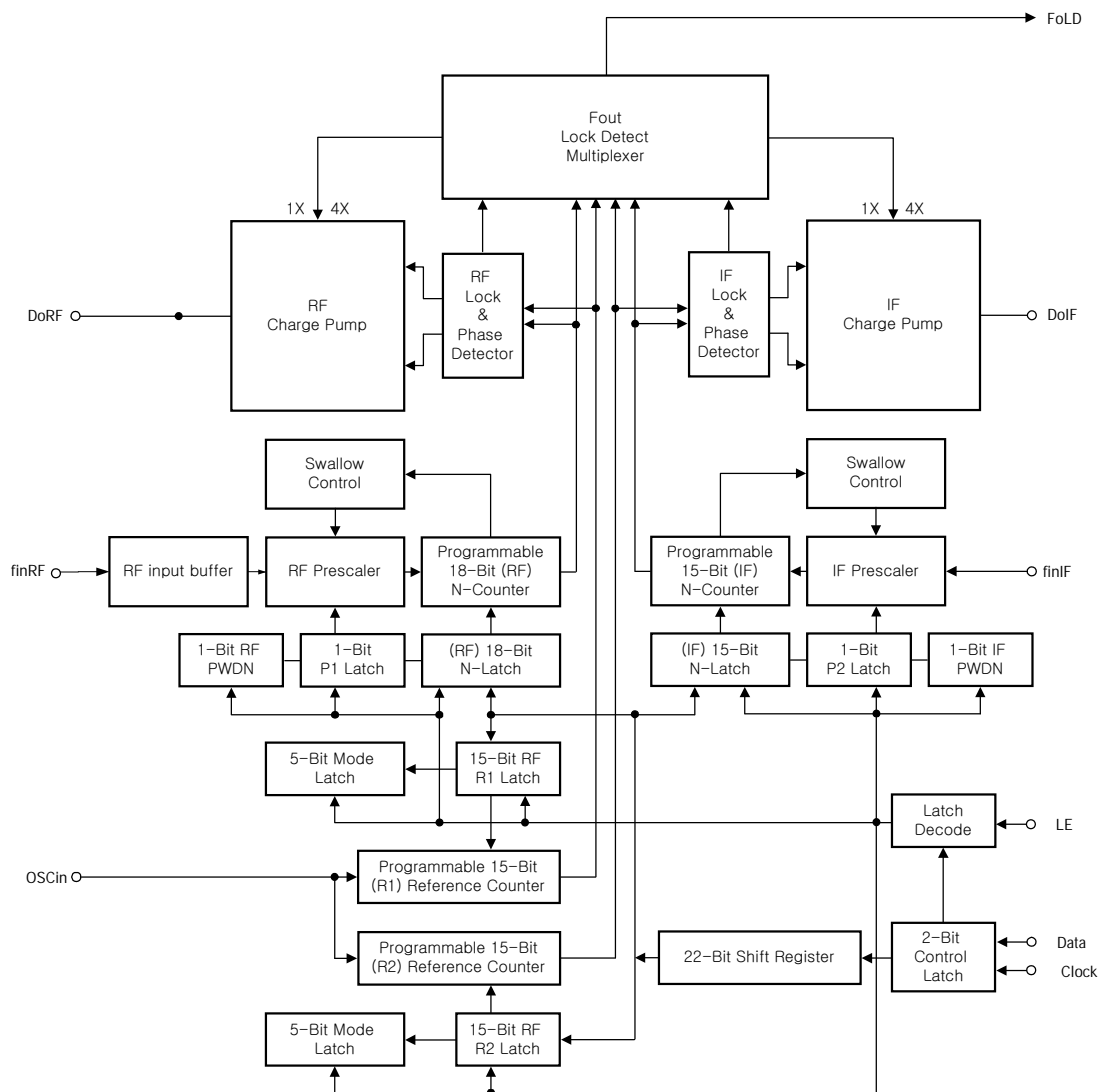 FoLD
Fout
Lock Detect
Multiplexer
1X 4X
1X 4X
RF
Charge Pump
RF
Lock
&
Phase
Detector
IF
Lock
&
Phase
Detector
IF
Charge Pump
DoRF
DoIF
Swallow
Control
Swallow
Control
finRF
RF input buffer
RF Prescaler
Programmable
18-Bit (RF)
N-Counter
Programmable
15-Bit (IF)
N-Counter
IF Prescaler
finIF
1-Bit RF
PWDN
1-Bit
P1 Latch
(RF) 18-Bit
N-Latch
(IF) 15-Bit
N-Latch
1-Bit
P2 Latch
1-Bit IF
PWDN
5-Bit Mode
Latch
15-Bit RF
R1 Latch
Latch
Decode
LE
OSCin
Programmable 15-Bit
(R1) Reference Counter
Programmable 15-Bit
(R2) Reference Counter
22-Bit Shift Register
2-Bit
Control
Latch
Data
Clock
5-Bit Mode
Latch
15-Bit RF
R2 Latch